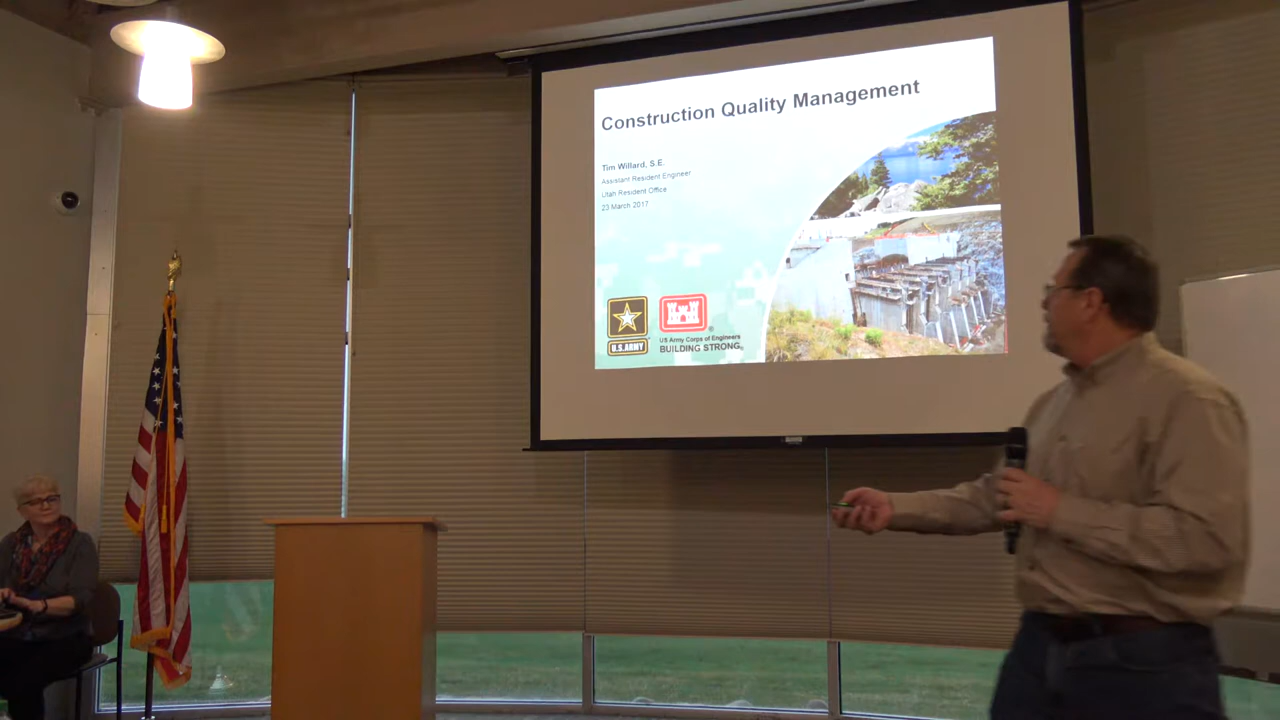 Construction Quality Management
Tim Willard, S.E.
Assistant Resident Engineer
Utah Resident Office
23 March 2017
U.S.ARMY
US Army Corps of Engineers
BUILDING STRONG®